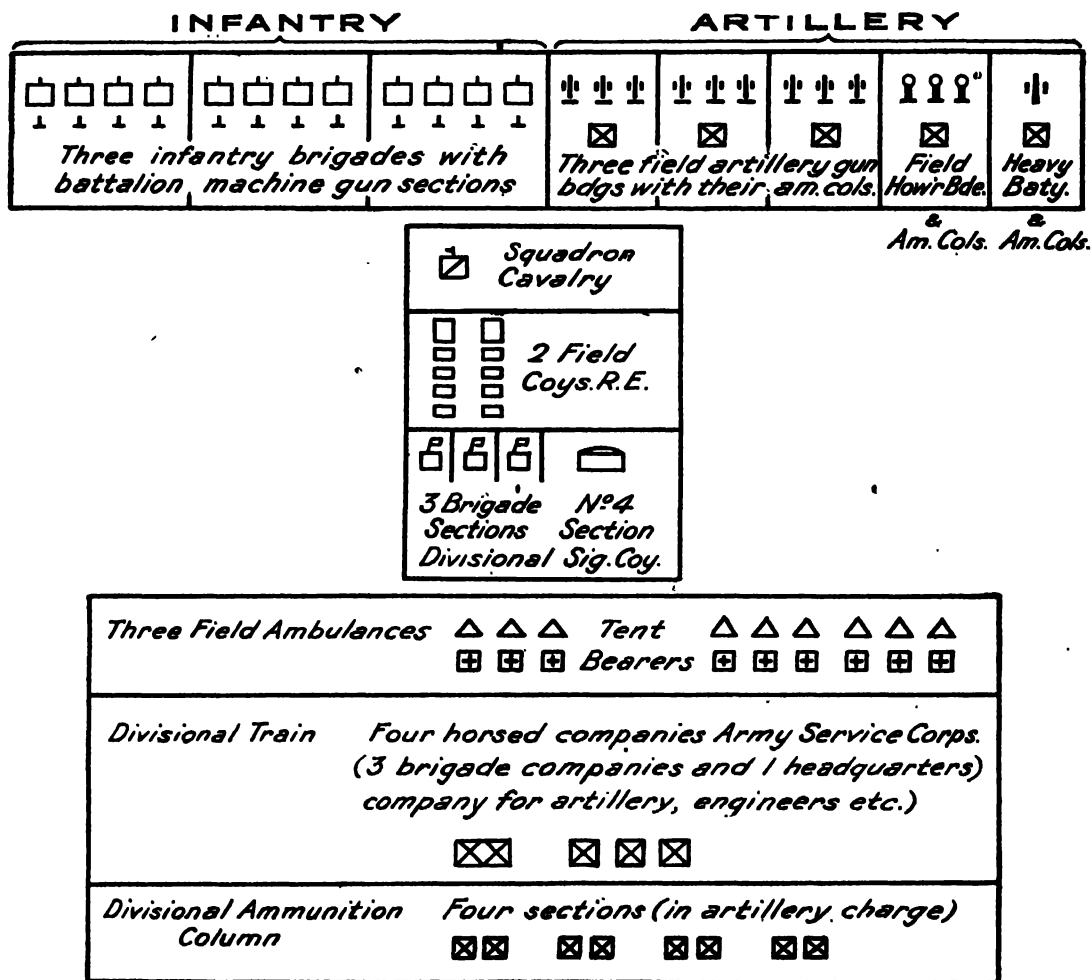 INFANTRY
ARTILLERY
Three infantry brigades with
battalion machine gun sections
Three field artillery gun
bdgs with their am.cols.
Field
How'r Bde.
&
Am. Cols.
Heavy
Baty.
&
Am. Cols.
Squadron
Cavalry
2 Field
Coys. R.E.
3 Brigade
Sections
Nº4
Section
Divisional Sig. Coy.
Three Field Ambulances
Tent
Bearers
Divisional Train
Four horsed companies Army Service Corps.
(3 brigade companies and 1 headquarters)
company for artillery, engineers etc.)
Divisional Ammunition
Column
Four sections (in artillery charge)